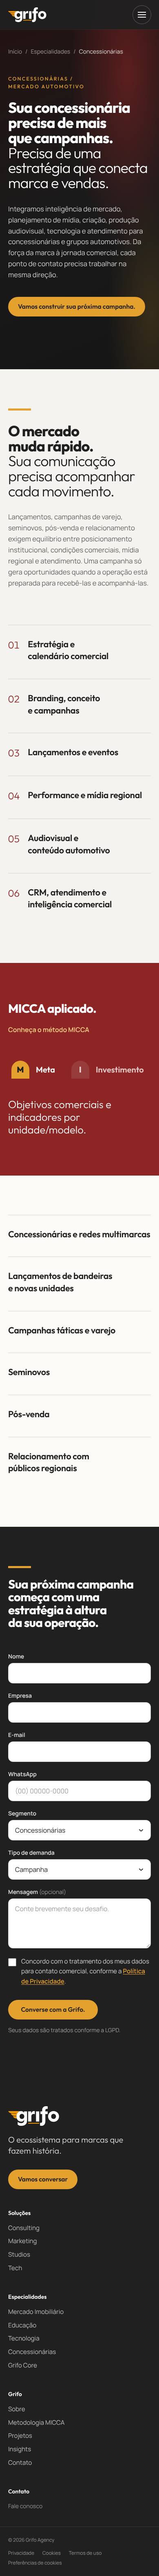 grifo
Início / Especialidades / Concessionárias
CONCESSIONÁRIAS /
MERCADO AUTOMOTIVO
Sua concessionária
precisa de mais
que campanhas.
Precisa de uma
estratégia que conecta
marca e vendas.
Integramos inteligência de mercado,
planejamento de mídia, criação, produção
audiovisual, tecnologia e atendimento para
concessionárias e grupos automotivos. Da
força da marca à jornada comercial, cada
ponto de contato precisa trabalhar na
mesma direção.
Vamos construir sua próxima campanha.
O mercado
muda rápido.
Sua comunicação
precisa acompanhar
cada movimento.
Lançamentos, campanhas de varejo,
seminovos, pós-venda e relacionamento
exigem equilíbrio entre posicionamento
institucional, condições comerciais, mídia
regional e atendimento. Uma campanha só
gera oportunidades quando a operação está
preparada para recebê-las e acompanhá-las.
01 Estratégia e
calendário comercial
02 Branding, conceito
e campanhas
03 Lançamentos e eventos
04 Performance e mídia regional
05 Audiovisual e
conteúdo automotivo
06 CRM, atendimento e
inteligência comercial
MICCA aplicado.
Conheça o método MICCA
M Meta I Investimento
Objetivos comerciais e
indicadores por
unidade/modelo.
Concessionárias e redes multimarcas
Lançamentos de bandeiras
e novas unidades
Campanhas táticas e varejo
Seminovos
Pós-venda
Relacionamento com
públicos regionais
Sua próxima campanha
começa com uma
estratégia à altura
da sua operação.
Nome
Empresa
E-mail
WhatsApp
(00) 00000-0000
Segmento
Concessionárias
Tipo de demanda
Campanha
Mensagem (opcional)
Conte brevemente seu desafio.
Concordo com o tratamento dos meus dados
para contato comercial, conforme a Política
de Privacidade.
Converse com a Grifo.
Seus dados são tratados conforme a LGPD.
grifo
O ecossistema para marcas que
fazem história.
Vamos conversar
Soluções
Consulting
Marketing
Studios
Tech
Especialidades
Mercado Imobiliário
Educação
Tecnologia
Concessionárias
Grifo Core
Grifo
Sobre
Metodologia MICCA
Projetos
Insights
Contato
Contato
Fale conosco
© 2026 Grifo Agency
Privacidade Cookies Termos de uso
Preferências de cookies